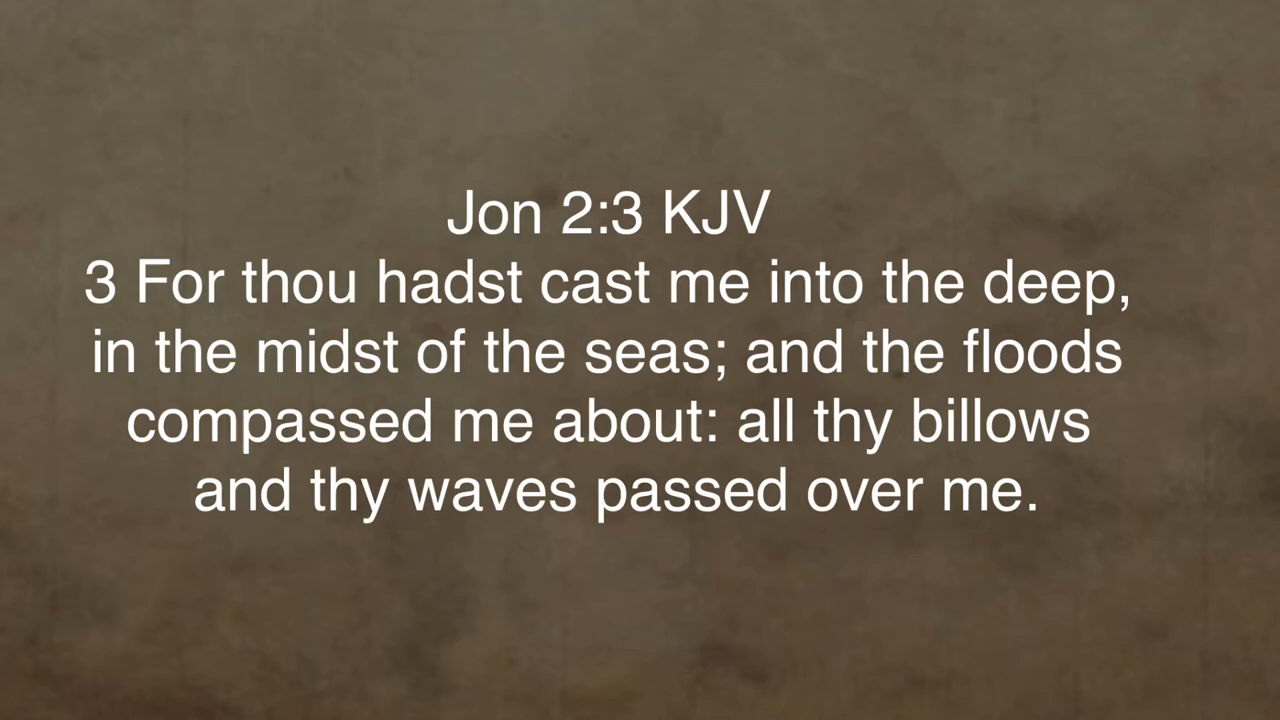 Jon 2:3 KJV
3 For thou hadst cast me into the deep,
in the midst of the seas; and the floods
compassed me about: all thy billows
and thy waves passed over me.